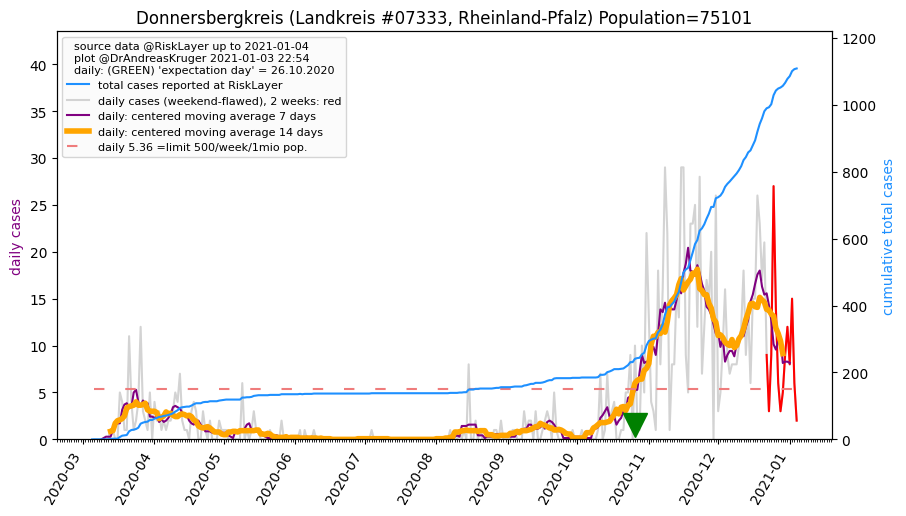 Donnersbergkreis (Landkreis #07333, Rheinland-Pfalz) Population=75101
source data @RiskLayer up to 2021-01-04
plot @DrAndreasKruger 2021-01-03 22:54
daily: (GREEN) 'expectation day' = 26.10.2020
total cases reported at RiskLayer
daily cases (weekend-flawed), 2 weeks: red
daily: centered moving average 7 days
daily: centered moving average 14 days
daily 5.36 =limit 500/week/1mio pop.
daily cases
40
35
30
25
20
15
10
5
0
1200
1000
800
600
400
200
0
cumulative total cases
2020-03
2020-04
2020-05
2020-06
2020-07
2020-08
2020-09
2020-10
2020-11
2020-12
2021-01